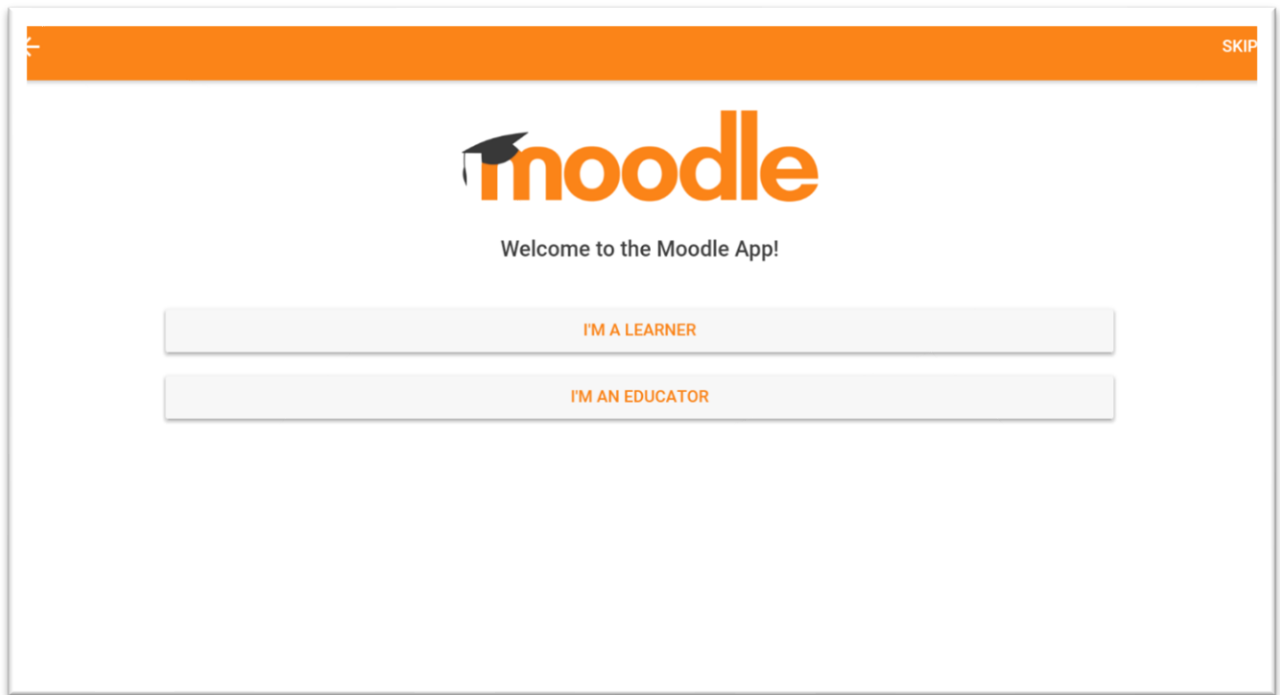 SKIP
moodle
Welcome to the Moodle App!
I'M A LEARNER
I'M AN EDUCATOR